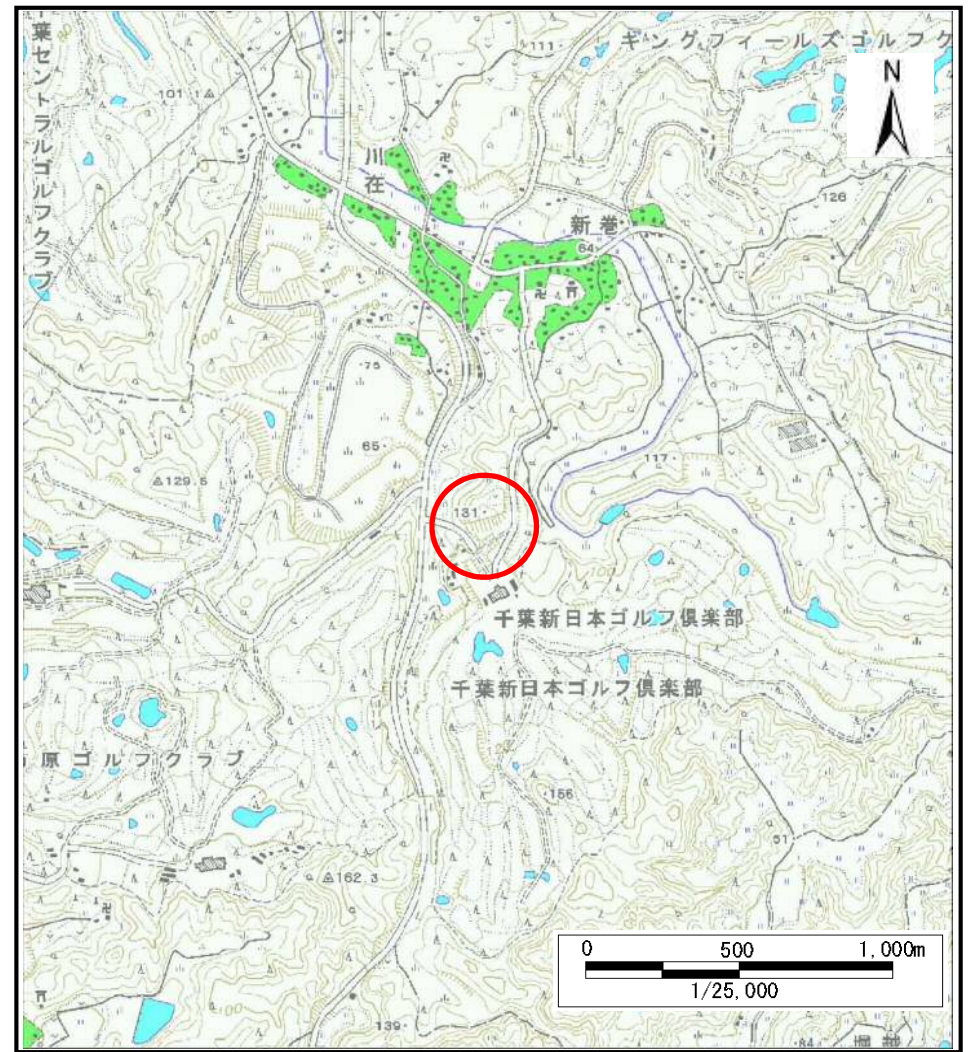 葉セントラルゴルフクラブ
キングフィールズゴルフク
N
111
101.1
川在
新巻
64
126
75
65
129.5
117
131
千葉新日本ゴルフ倶楽部
千葉新日本ゴルフ倶楽部
原ゴルフクラブ
156
51
162.3
139
84
堀越
0 500 1,000m
1/25,000